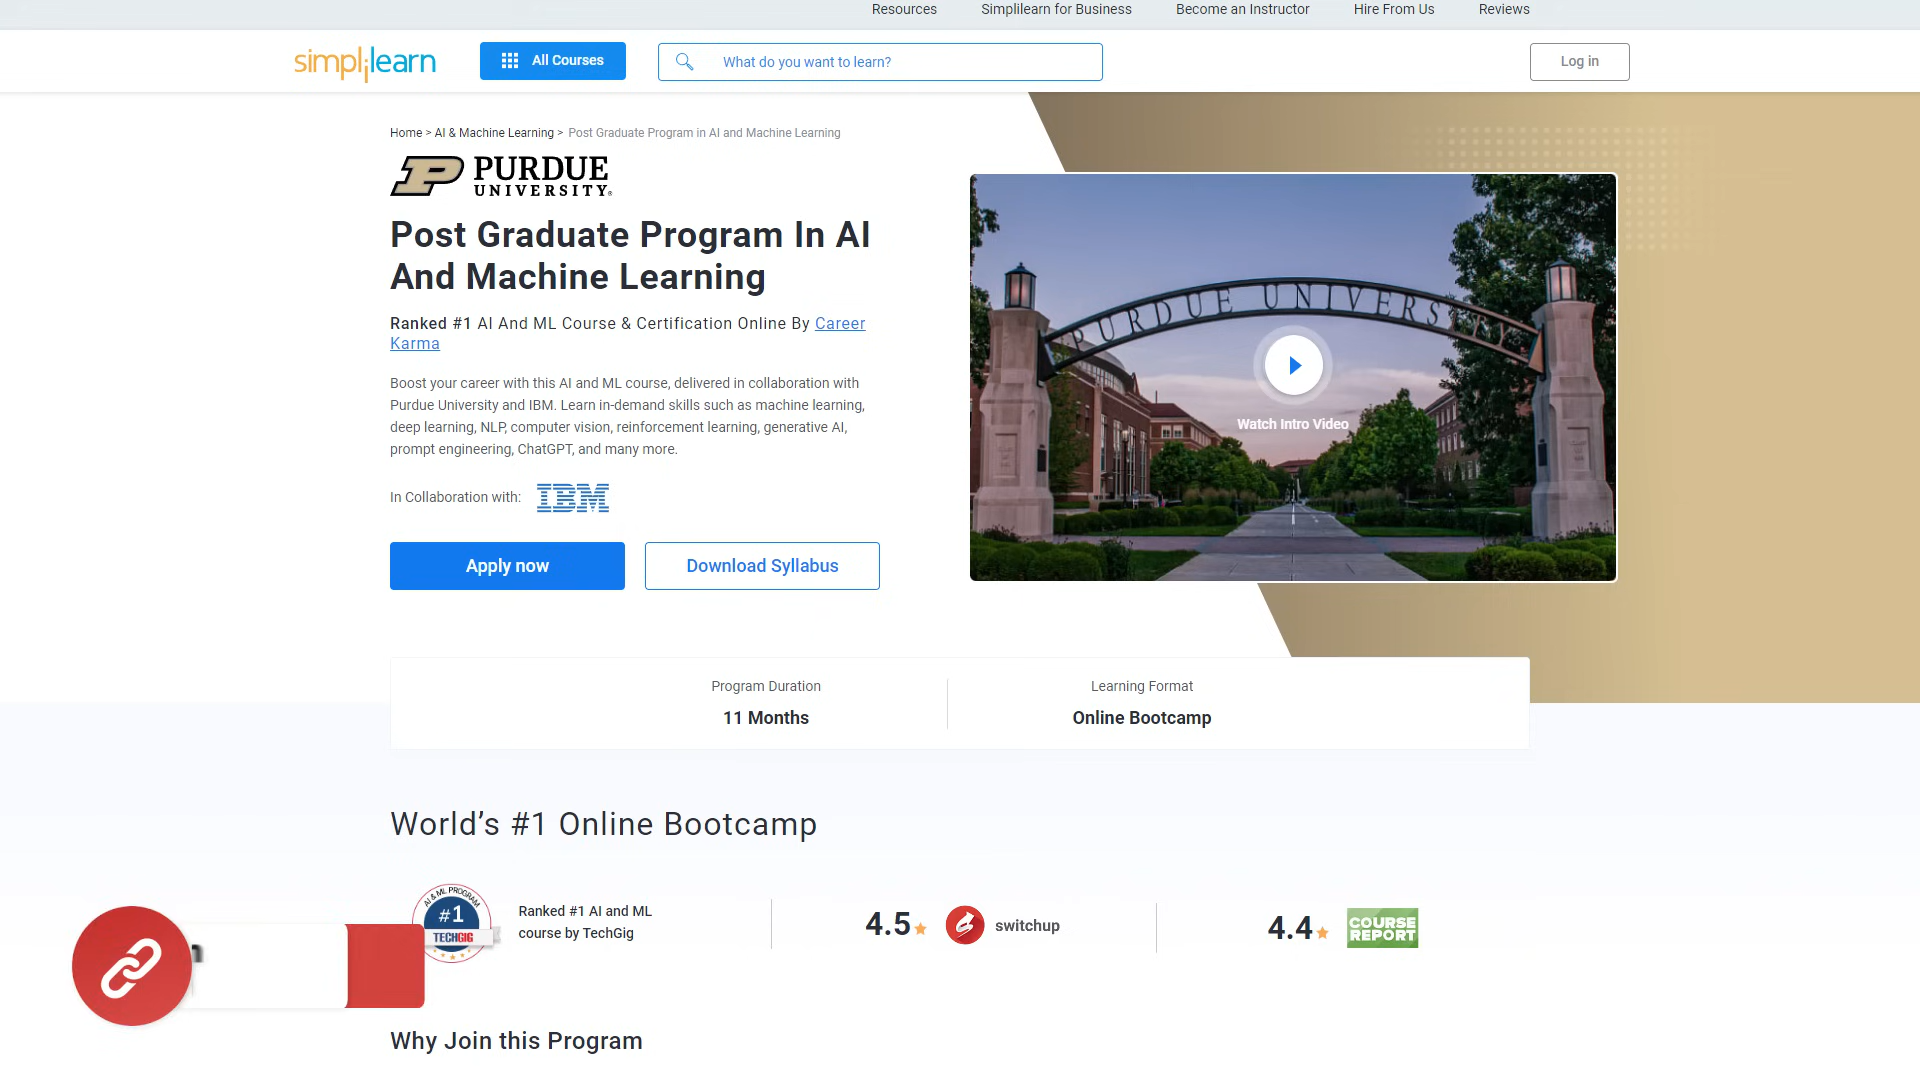 Resources Simplilearn for Business Become an Instructor Hire From Us Reviews
simplilearn All Courses What do you want to learn? Log in
Home > AI & Machine Learning > Post Graduate Program in AI and Machine Learning
PURDUE
UNIVERSITY
Post Graduate Program In AI
And Machine Learning
Ranked #1 AI And ML Course & Certification Online By Career
Karma
Boost your career with this AI and ML course, delivered in collaboration with
Purdue University and IBM. Learn in-demand skills such as machine learning,
deep learning, NLP, computer vision, reinforcement learning, generative AI,
prompt engineering, ChatGPT, and many more.
In Collaboration with: IBM
Apply now Download Syllabus
PURDUE UNIVERSITY
Watch Intro Video
Program Duration
11 Months
Learning Format
Online Bootcamp
World’s #1 Online Bootcamp
AI & ML PROGRAM
#1
TECHGIG
Ranked #1 AI and ML
course by TechGig
4.5 switchup
4.4 COURSE
REPORT
Why Join this Program